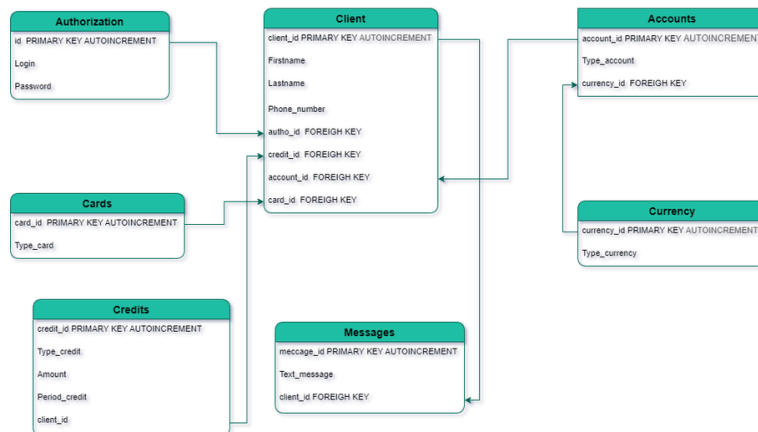 Authorization
id PRIMARY KEY AUTOINCREMENT
Login
Password
Client
client_id PRIMARY KEY AUTOINCREMENT
Firstname
Lastname
Phone_number
autho_id FOREIGH KEY
credit_id FOREIGH KEY
account_id FOREIGH KEY
card_id FOREIGH KEY
Accounts
account_id PRIMARY KEY AUTOINCREMENT
Type_account
currency_id FOREIGH KEY
Cards
card_id PRIMARY KEY AUTOINCREMENT
Type_card
Currency
currency_id PRIMARY KEY AUTOINCREMENT
Type_currency
Credits
credit_id PRIMARY KEY AUTOINCREMENT
Type_credit
Amount
Period_credit
client_id
Messages
meccage_id PRIMARY KEY AUTOINCREMENT
Text_message
client_id FOREIGH KEY